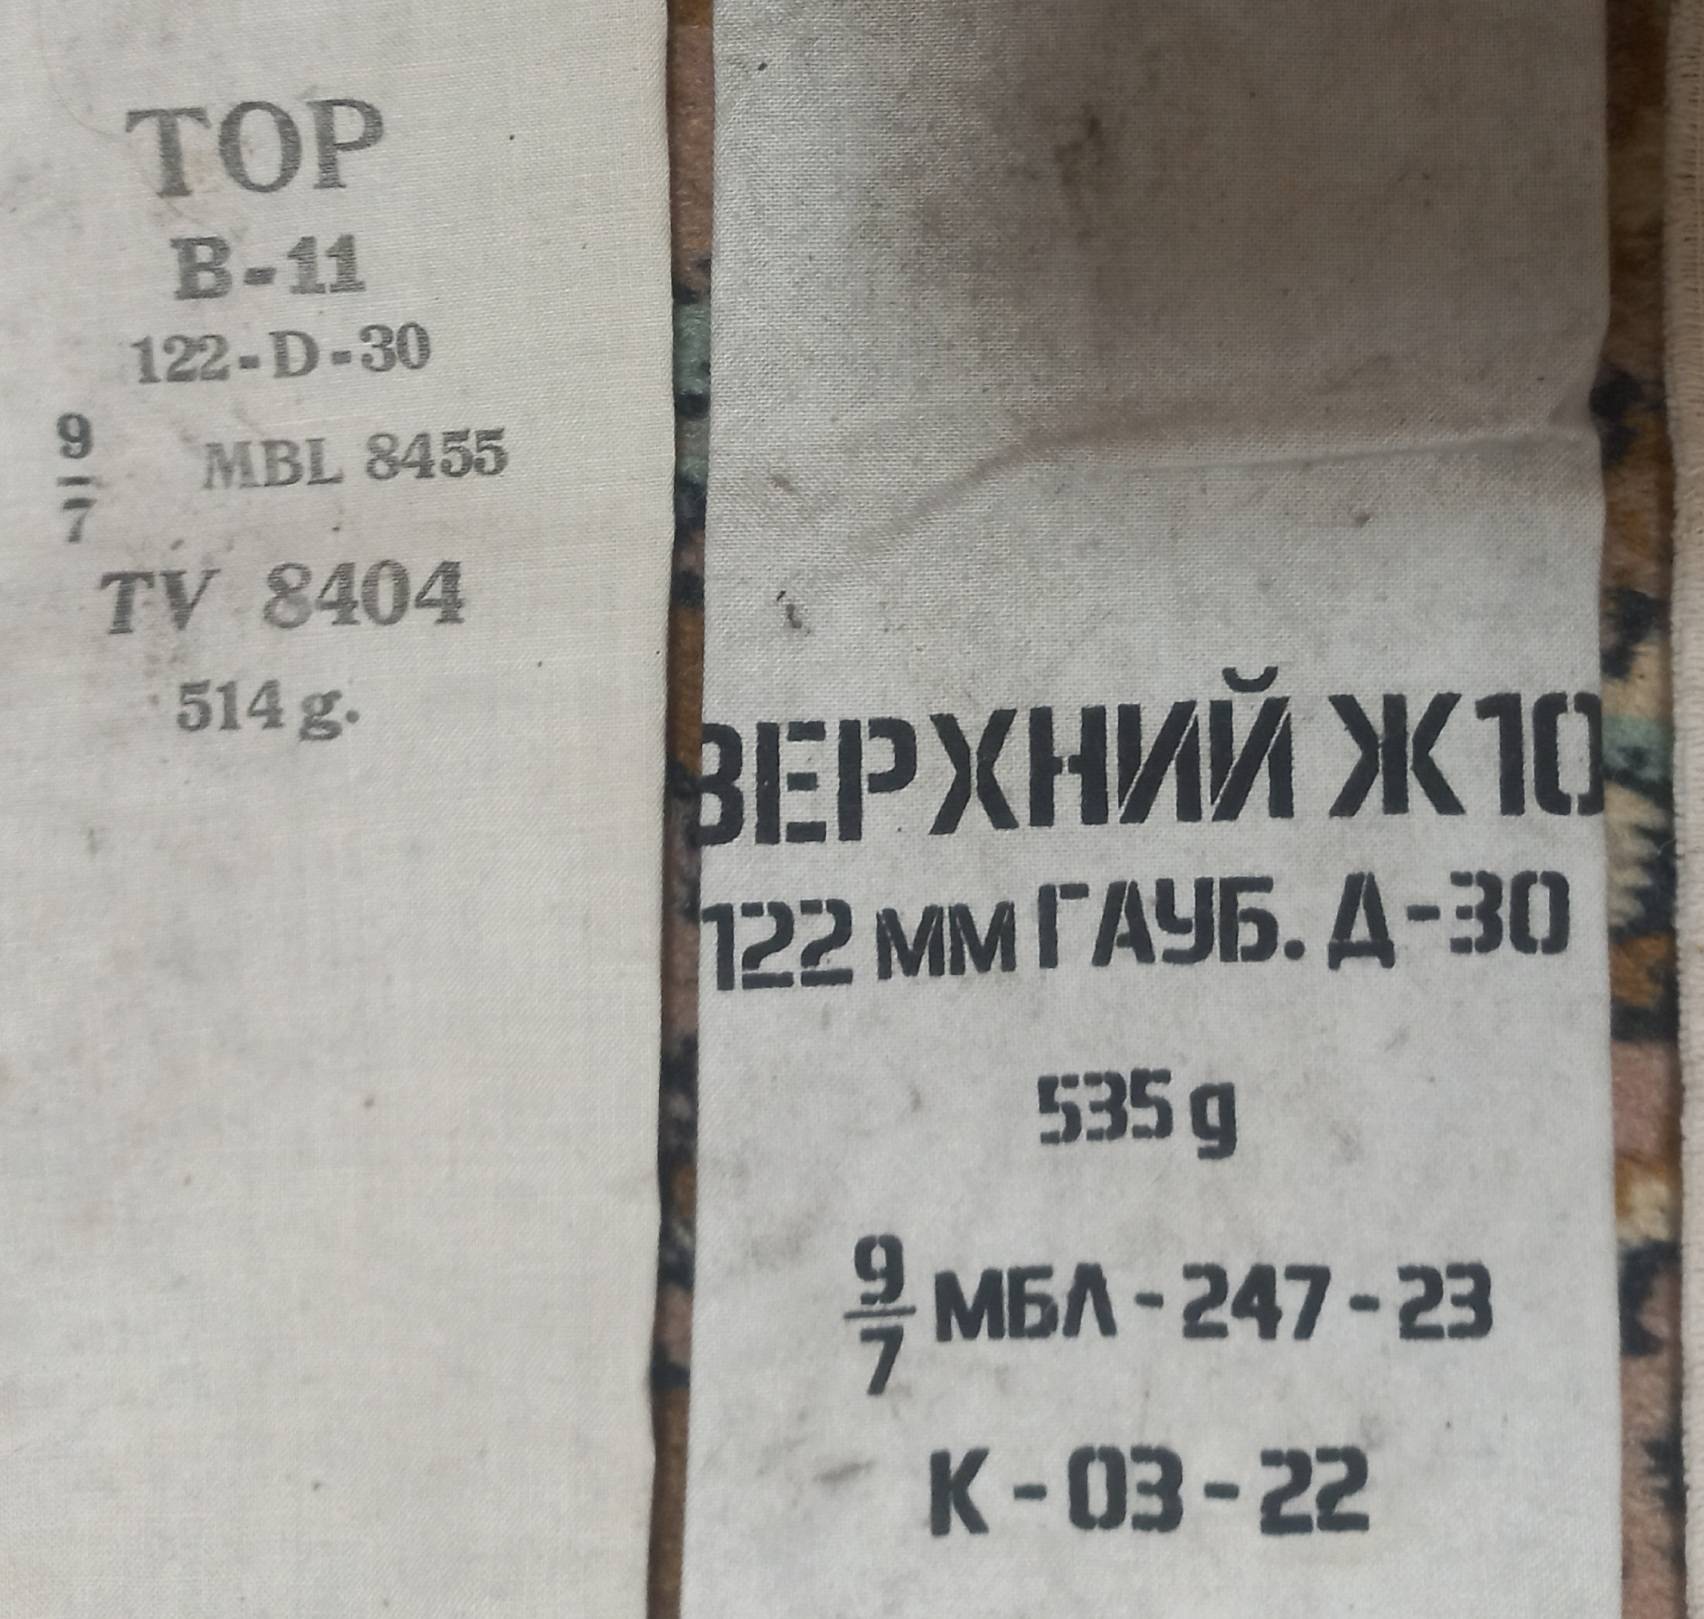 TOP
B-11
122-D-30
9/7 MBL 8455
TV 8404
514 g.
ВЕРХНИЙ Ж10
122 мм ГАУБ. Д-30
535 g
9/7 МБЛ-247-23
К-03-22